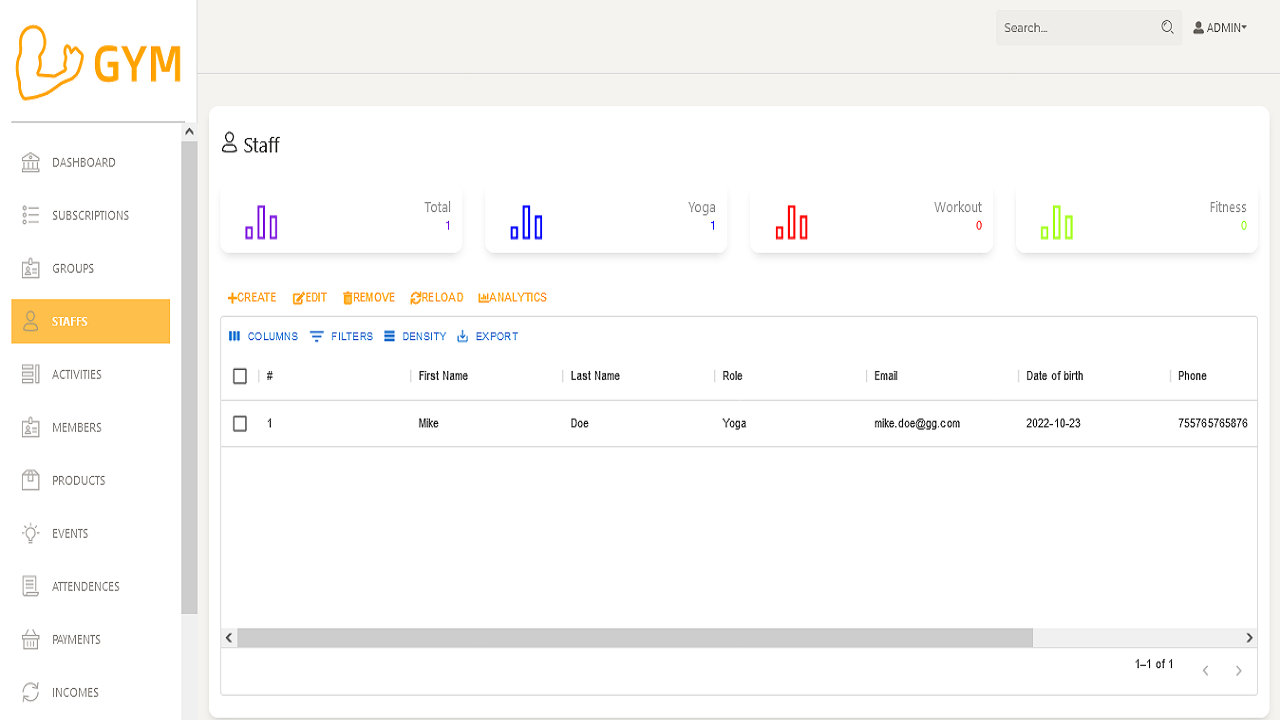 GYM
Search...
ADMIN
DASHBOARD
SUBSCRIPTIONS
GROUPS
STAFFS
ACTIVITIES
MEMBERS
PRODUCTS
EVENTS
ATTENDENCES
PAYMENTS
INCOMES
Staff
Total
1
Yoga
1
Workout
0
Fitness
0
CREATE EDIT REMOVE RELOAD ANALYTICS
COLUMNS FILTERS DENSITY EXPORT
# First Name Last Name Role Email Date of birth Phone
1 Mike Doe Yoga mike.doe@gg.com 2022-10-23 755765765876
1–1 of 1